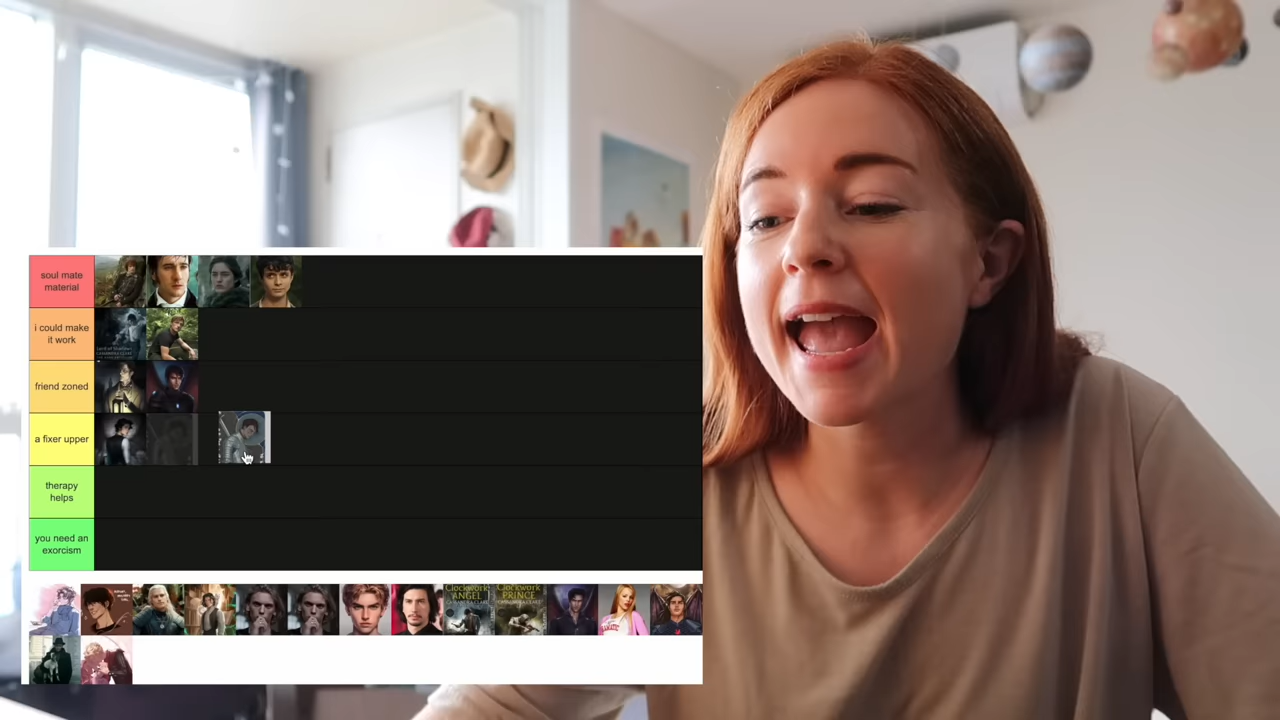 soul mate
material
i could make
it work
friend zoned
a fixer upper
therapy
helps
you need an
exorcism
Clockwork
ANGEL
Clockwork
PRINCE